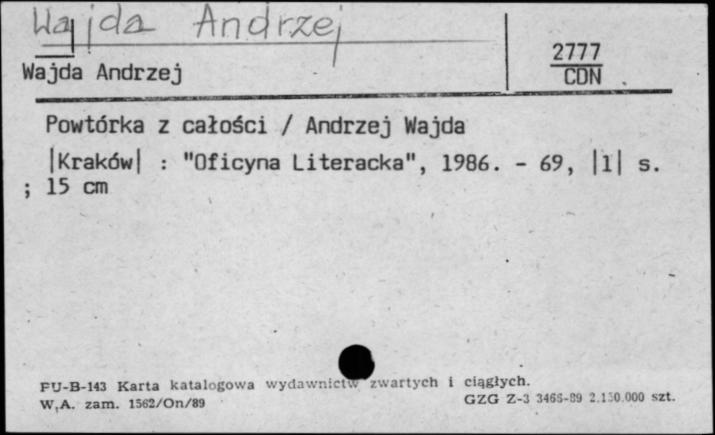 Wajda Andrzej
2777
CDN
Wajda Andrzej
Powtórka z całości / Andrzej Wajda
|Kraków| : "Oficyna Literacka", 1986. - 69, |1| s.
; 15 cm
PU-B-143 Karta katalogowa wydawnictw zwartych i ciągłych.
W.A. zam. 1562/On/89
GZG Z-3 3466-89 2.150.000 szt.